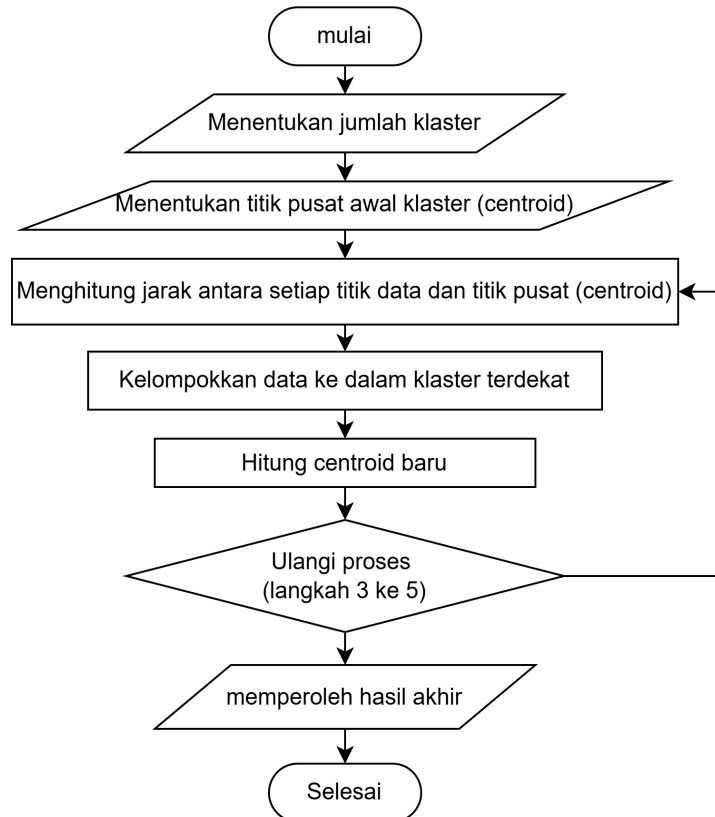 mulai
Menentukan jumlah klaster
Menentukan titik pusat awal klaster (centroid)
Menghitung jarak antara setiap titik data dan titik pusat (centroid)
Kelompokkan data ke dalam klaster terdekat
Hitung centroid baru
Ulangi proses
(langkah 3 ke 5)
memperoleh hasil akhir
Selesai